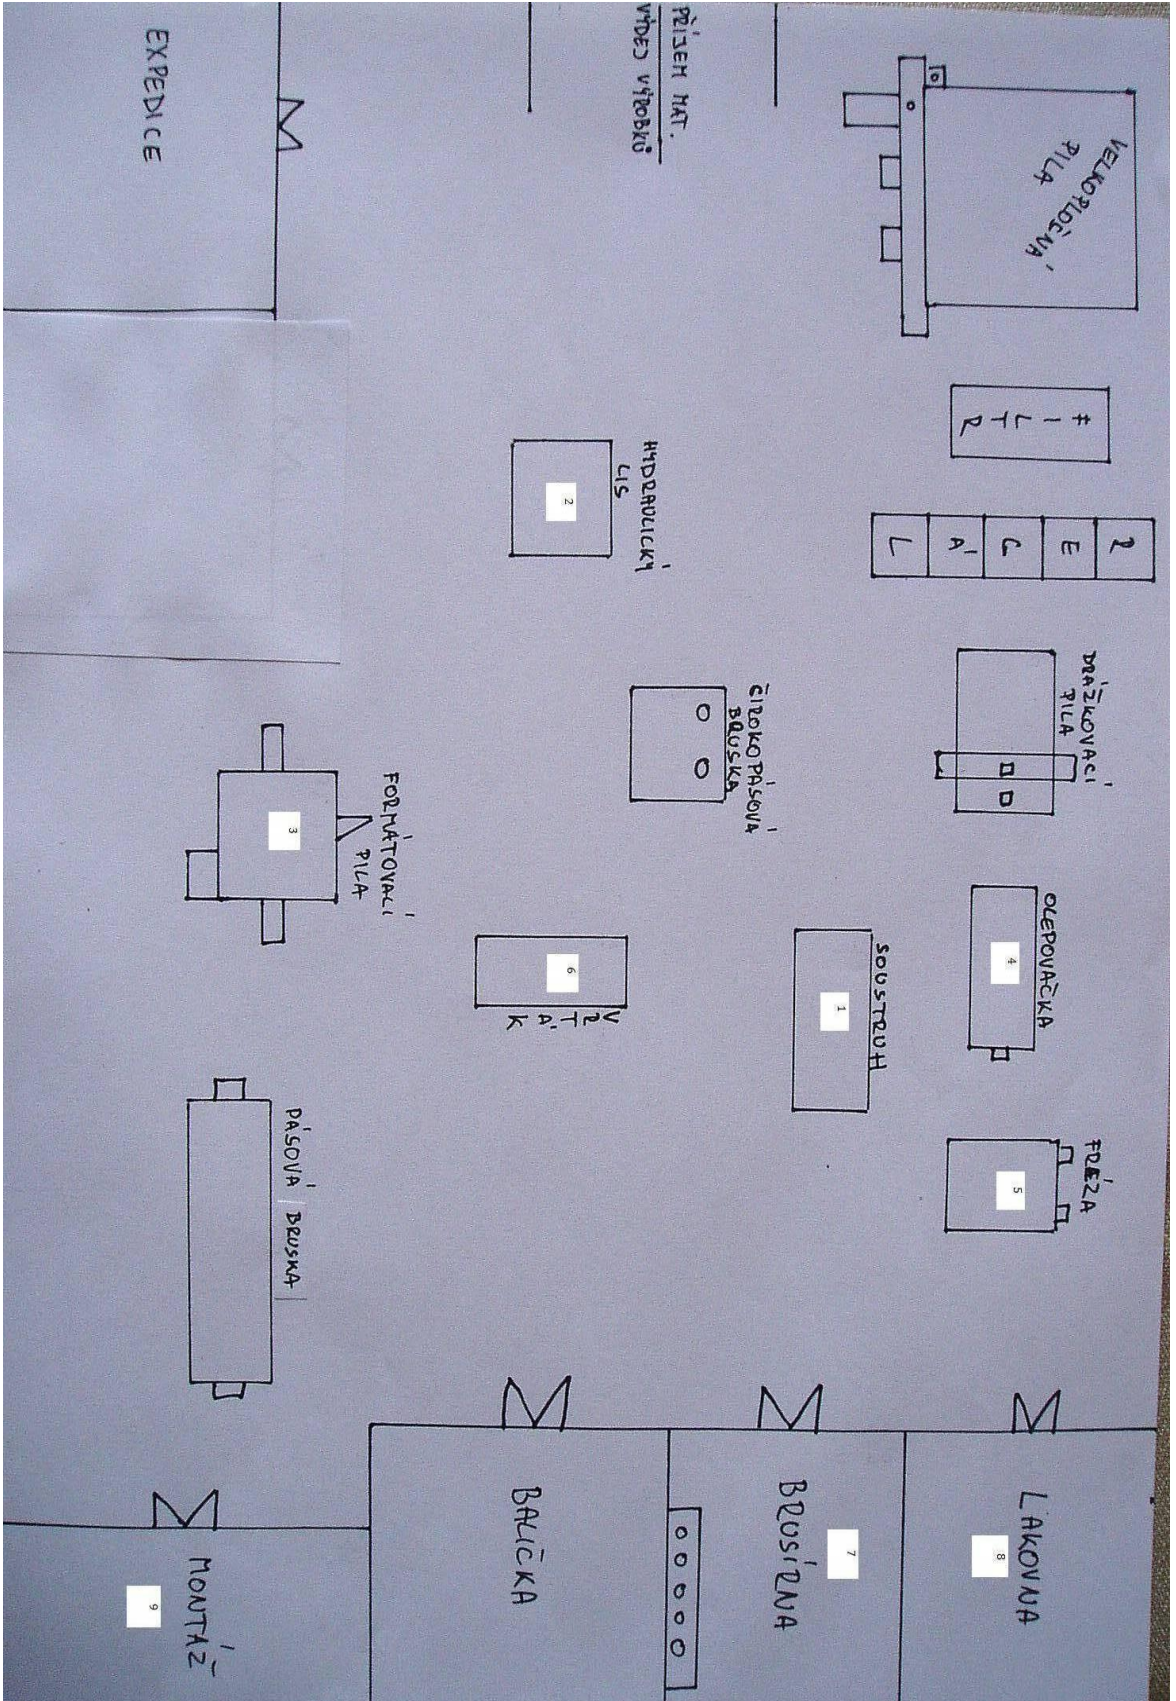 VELKOPLOŠNÁ
PILA
FILTR
REGÁL
DRÁŽKOVACÍ
PILA
OLEPOVAČKA
4
FRÉZA
5
LAKOVNA
8
SOUSTRUH
1
BRUSÍRNA
7
PŘÍJEM MAT.
VÝDEJ VÝROBKŮ
HYDRAULICKÝ
LIS
2
ŠIROKOPÁSOVÁ
BRUSKA
VRTÁK
6
BALIČKA
FORMÁTOVACÍ
PILA
3
PÁSOVÁ BRUSKA
EXPEDICE
MONTÁŽ
9